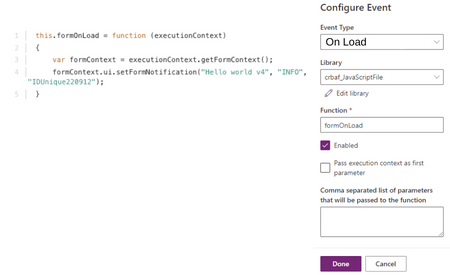 1 this.formOnLoad = function (executionContext)
2 {
3 var formContext = executionContext.getFormContext();
4 formContext.ui.setFormNotification("Hello world v4", "INFO",
"IDUnique220912");
5 }
Configure Event
Event Type
On Load
Library
crbaf_JavaScriptFile
Edit library
Function *
formOnLoad
Enabled
Pass execution context as first
parameter
Comma separated list of parameters
that will be passed to the function
Done
Cancel